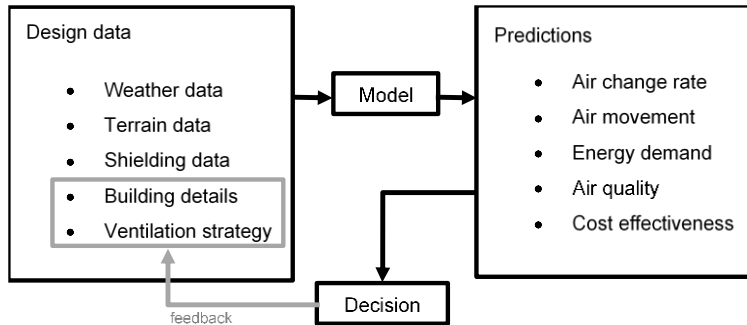 Design data
• Weather data
• Terrain data
• Shielding data
• Building details
• Ventilation strategy
Model
Predictions
• Air change rate
• Air movement
• Energy demand
• Air quality
• Cost effectiveness
Decision
feedback